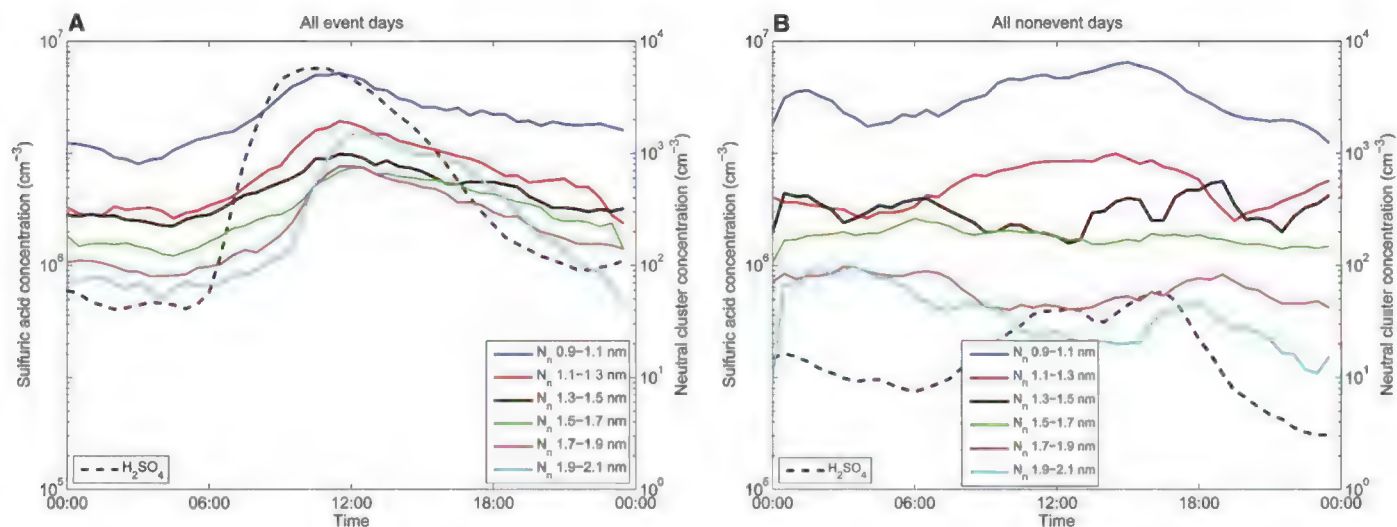 A
All event days
10^7
10^6
10^5
Sulfuric acid concentration (cm^−3)
10^4
10^3
10^2
10^1
10^0
Neutral cluster concentration (cm^−3)
N_n 0.9–1.1 nm
N_n 1.1–1.3 nm
N_n 1.3–1.5 nm
N_n 1.5–1.7 nm
N_n 1.7–1.9 nm
N_n 1.9–2.1 nm
H_2SO_4
00:00 06:00 12:00 18:00 00:00
Time
B
All nonevent days
10^7
10^6
Sulfuric acid concentration (cm^−3)
10^4
10^3
10^2
10^1
10^0
Neutral cluster concentration (cm^−3)
N_n 0.9–1.1 nm
N_n 1.1–1.3 nm
N_n 1.3–1.5 nm
N_n 1.5–1.7 nm
N_n 1.7–1.9 nm
N_n 1.9–2.1 nm
H_2SO_4
00:00 06:00 12:00 18:00 00:00
Time